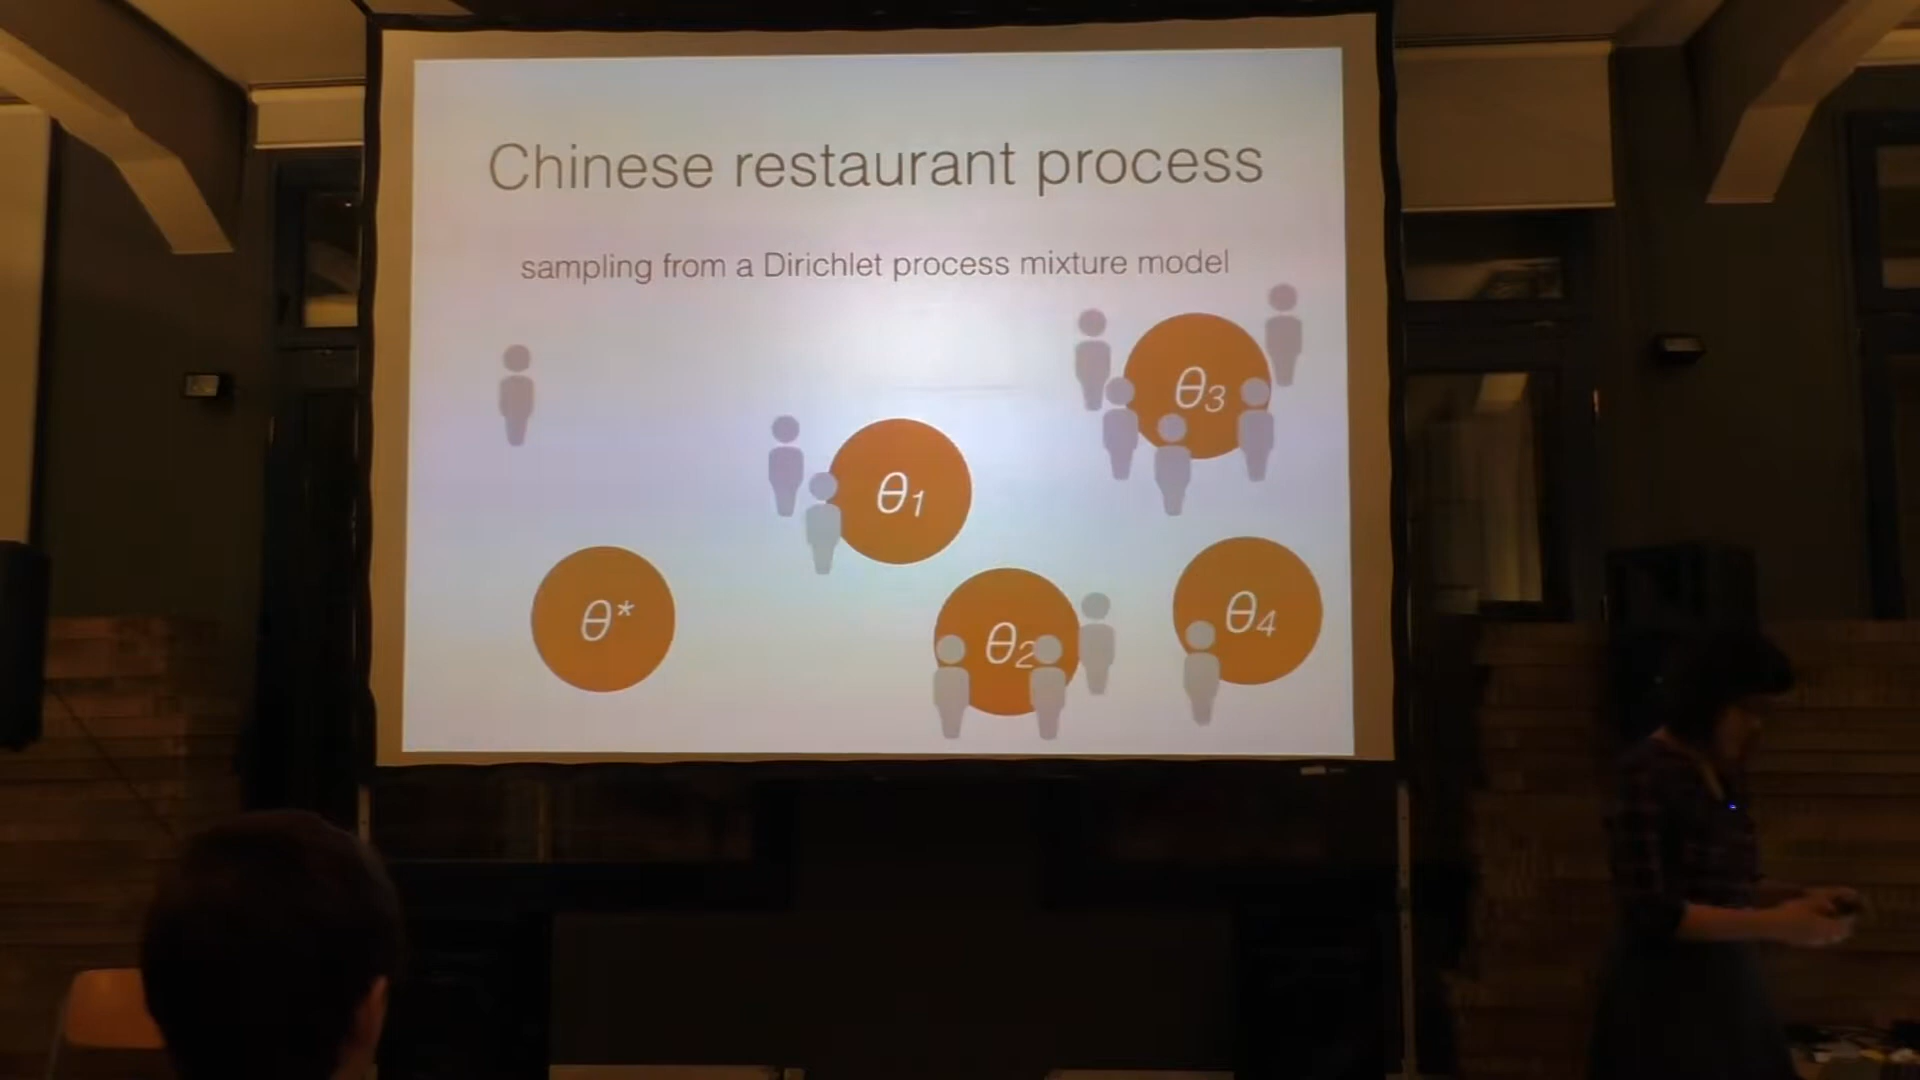 Chinese restaurant process
sampling from a Dirichlet process mixture model
θ3
θ1
θ*
θ2
θ4